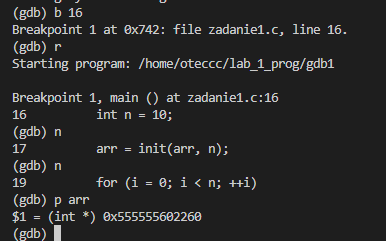 (gdb) b 16
Breakpoint 1 at 0x742: file zadanie1.c, line 16.
(gdb) r
Starting program: /home/oteccc/lab_1_prog/gdb1
Breakpoint 1, main () at zadanie1.c:16
16 int n = 10;
(gdb) n
17 arr = init(arr, n);
(gdb) n
19 for (i = 0; i < n; ++i)
(gdb) p arr
$1 = (int *) 0x555555602260
(gdb)